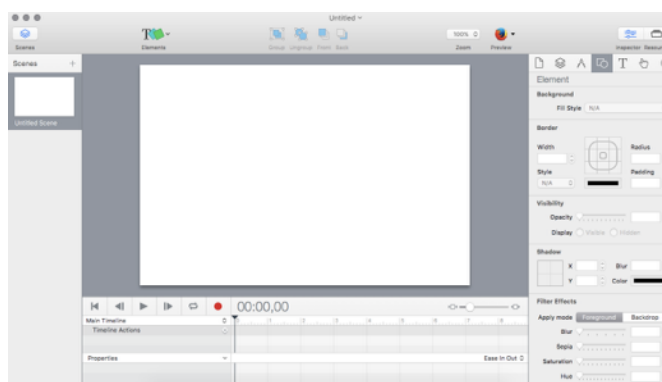 Untitled
Scenes
Elements
Group Ungroup Front Back
100%
Zoom
Preview
Inspector
Scenes +
Untitled Scene
Element
Background
Fill Style N/A
Border
Width
Radius
Style
Padding
N/A
Visibility
Opacity
Display Visible Hidden
Shadow
X
Blur
Y
Color
Filter Effects
Apply mode Foreground Backdrop
Blur
Sepia
Saturation
Hue
00:00,00
Main Timeline
Timeline Actions
Properties
Ease In Out